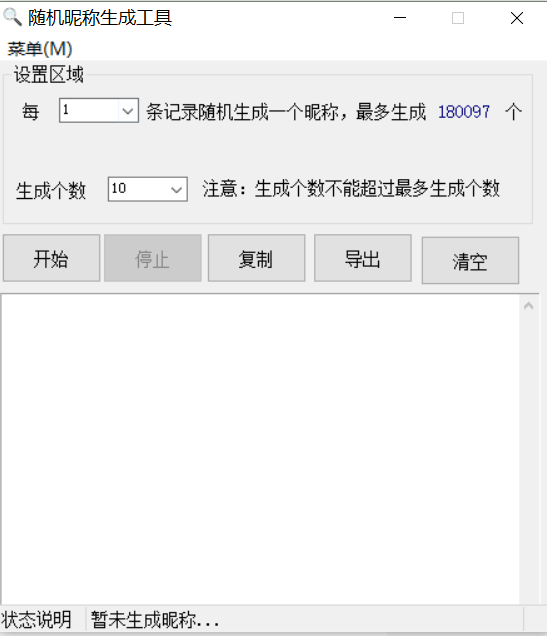 随机昵称生成工具
菜单(M)
设置区域
每 1 条记录随机生成一个昵称，最多生成 180097 个
生成个数 10 注意：生成个数不能超过最多生成个数
开始 停止 复制 导出 清空
状态说明 暂未生成昵称...